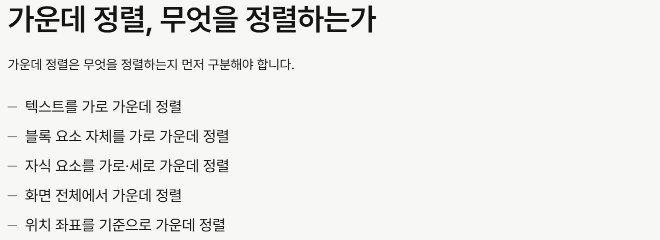 가운데 정렬, 무엇을 정렬하는가
가운데 정렬은 무엇을 정렬하는지 먼저 구분해야 합니다.
— 텍스트를 가로 가운데 정렬
— 블록 요소 자체를 가로 가운데 정렬
— 자식 요소를 가로·세로 가운데 정렬
— 화면 전체에서 가운데 정렬
— 위치 좌표를 기준으로 가운데 정렬